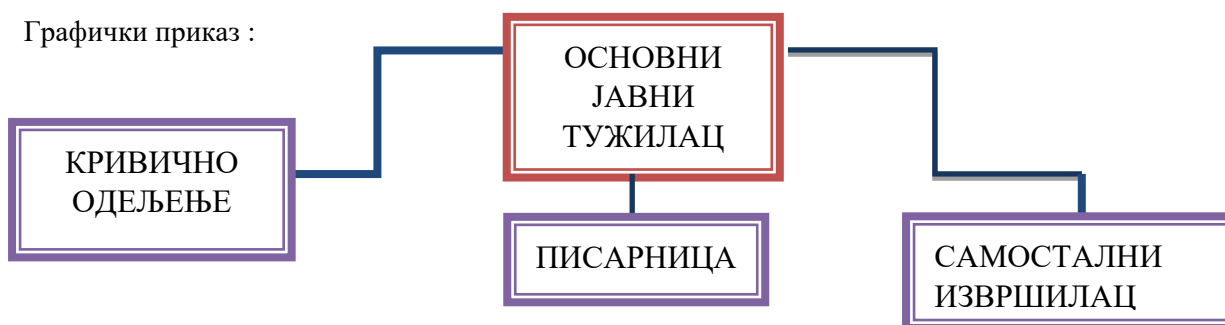 Графички приказ :
ОСНОВНИ
ЈАВНИ
ТУЖИЛАЦ
КРИВИЧНО
ОДЕЉЕЊЕ
ПИСАРНИЦА
САМОСТАЛНИ
ИЗВРШИЛАЦ